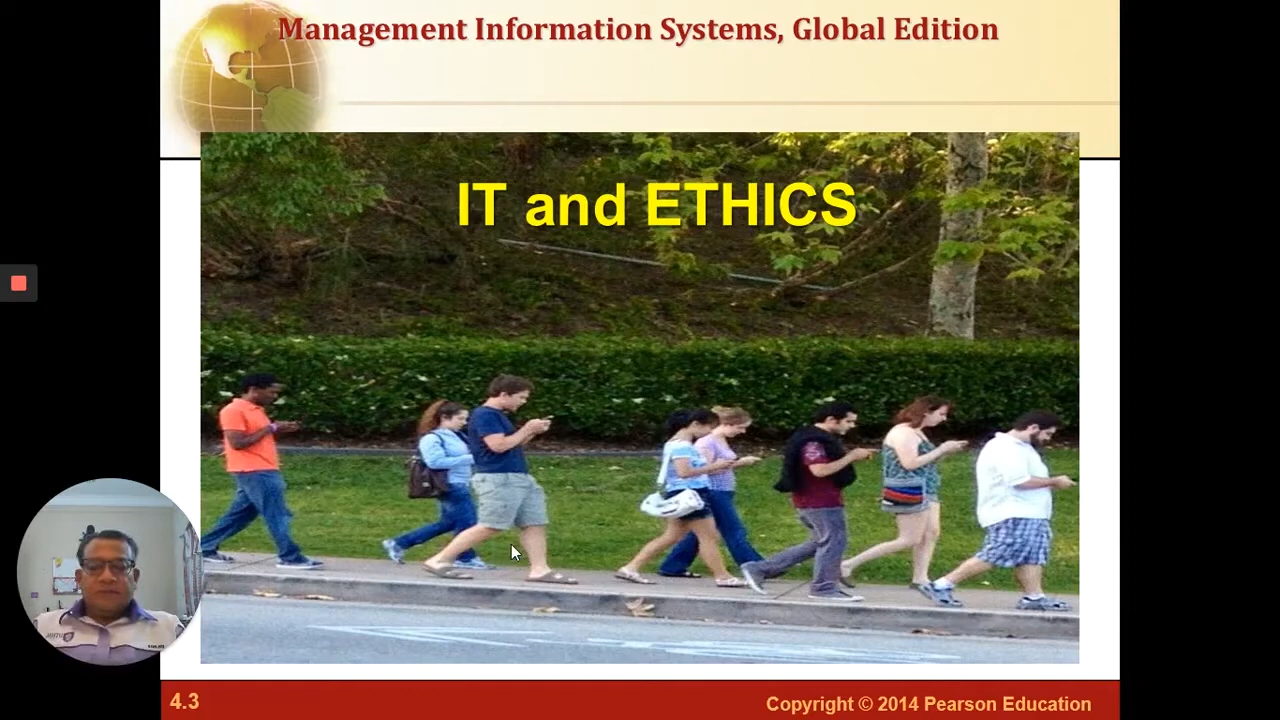 Management Information Systems, Global Edition
IT and ETHICS
4.3
Copyright © 2014 Pearson Education